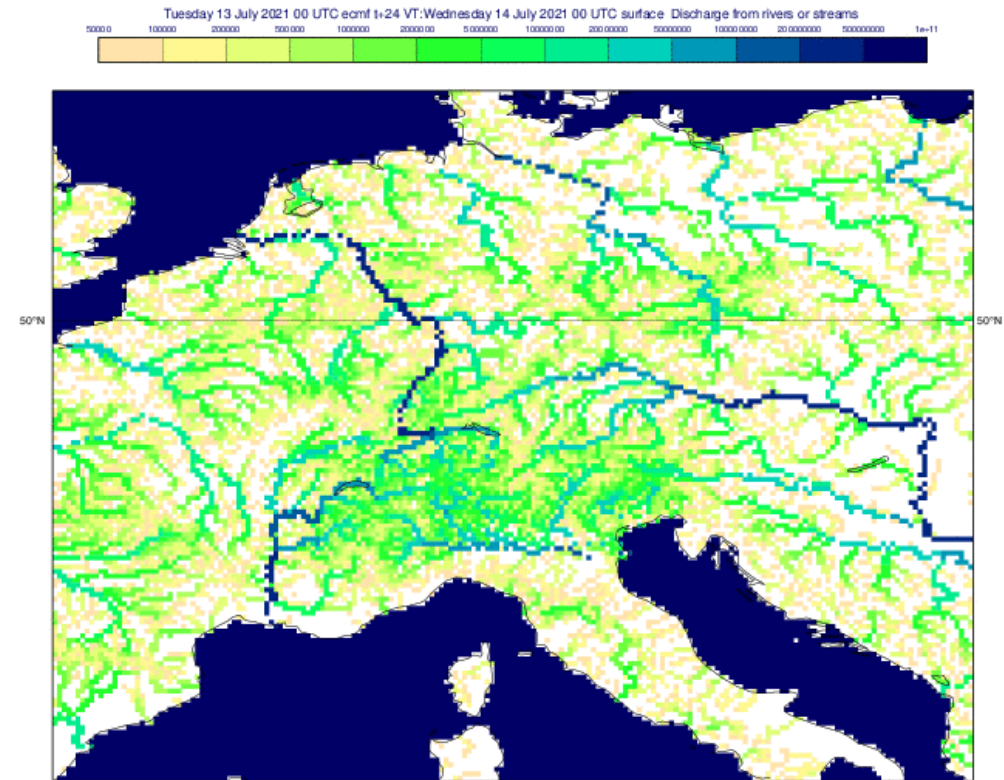 Tuesday 13 July 2021 00 UTC ecmf t+24 VT:Wednesday 14 July 2021 00 UTC surface Discharge from rivers or streams
50000 100000 200000 500000 1000000 2000000 5000000 10000000 20000000 50000000 100000000 200000000 500000000 1e+11
50°N 50°N